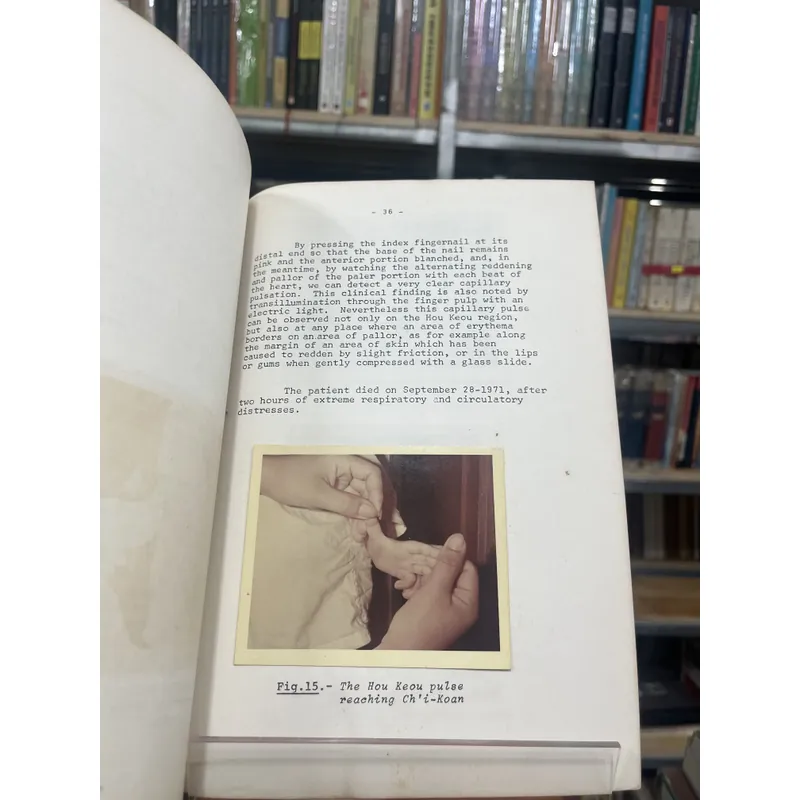 - 36 -
By pressing the index fingernail at its
distal end so that the base of the nail remains
pink and the anterior portion blanched, and, in
the meantime, by watching the alternating reddening
and pallor of the paler portion with each beat of
the heart, we can detect a very clear capillary
pulsation. This clinical finding is also noted by
transillumination through the finger pulp with an
electric light. Nevertheless this capillary pulse
can be observed not only on the Hou Keou region,
but also at any place where an area of erythema
borders on an area of pallor, as for example along
the margin of an area of skin which has been
caused to redden by slight friction, or in the lips
or gums when gently compressed with a glass slide.
The patient died on September 28-1971, after
two hours of extreme respiratory and circulatory
distresses.
Fig.15.- The Hou Keou pulse
reaching Ch'i-Koan